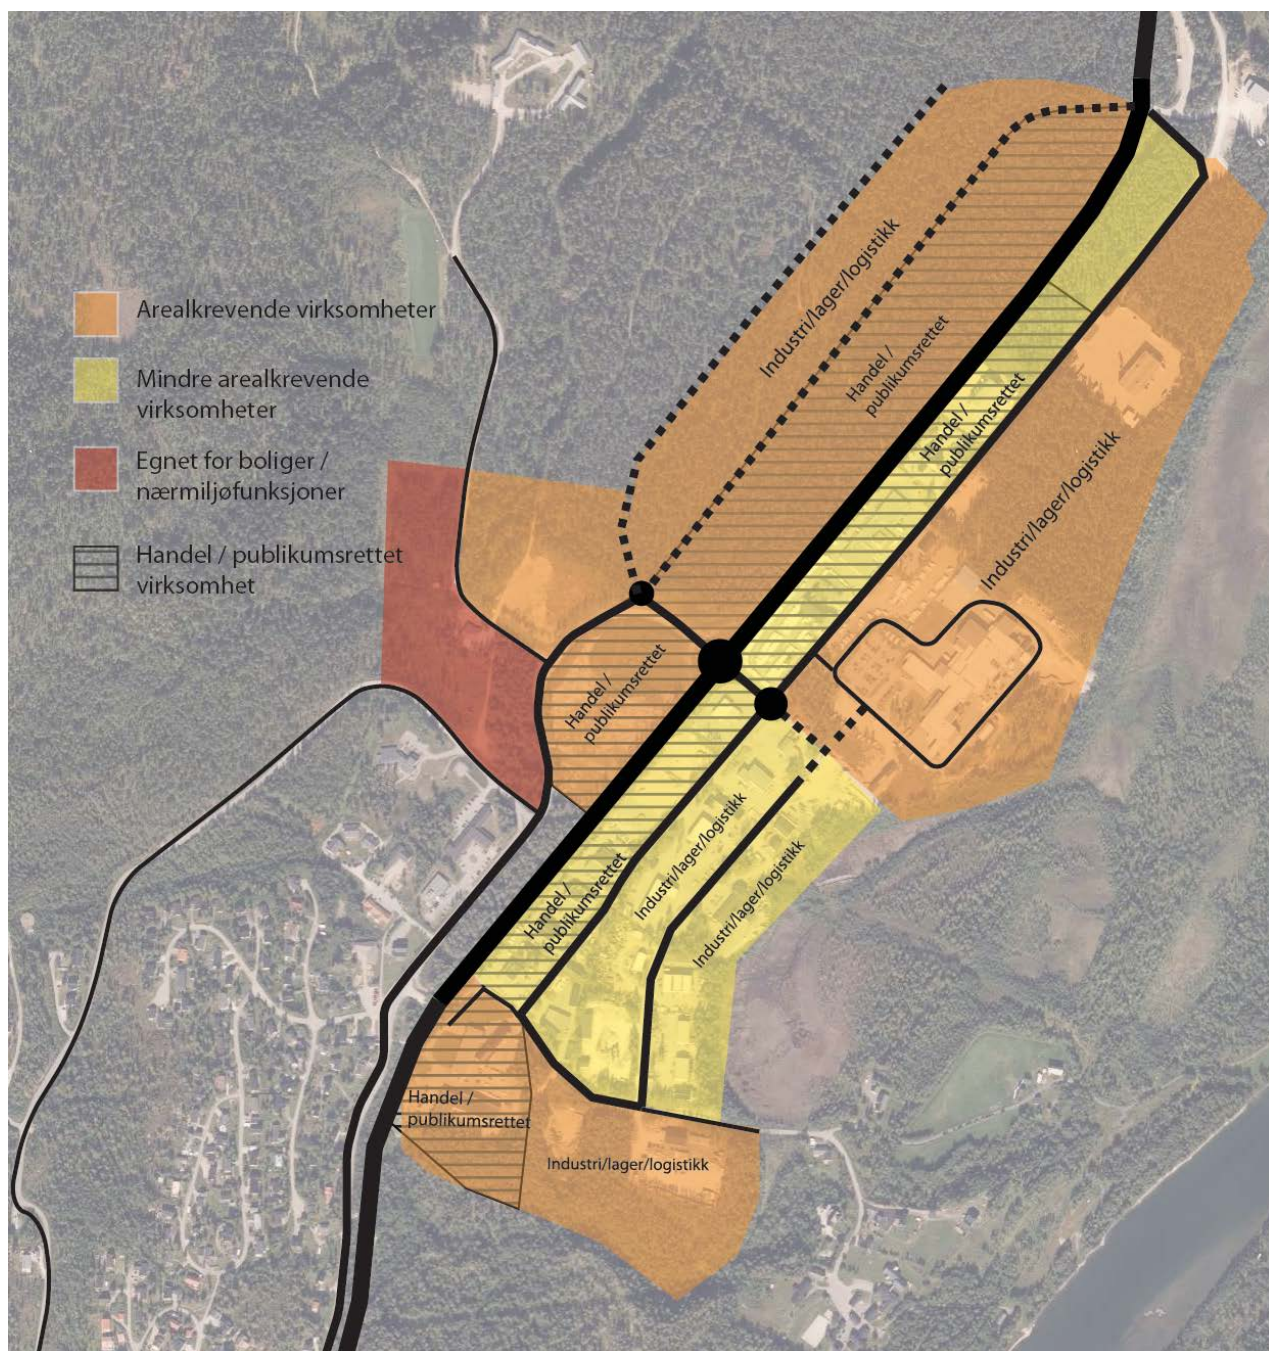 Arealkrevende virksomheter
Mindre arealkrevende
virksomheter
Egnet for boliger /
nærmiljøfunksjoner
Handel / publikumsrettet
virksomhet
Industri/lager/logistikk
Handel /
publikumsrettet
Handel /
publikumsrettet
Industri/lager/logistikk
Handel /
publikumsrettet
Industri/lager/logistikk
Industri/lager/logistikk
Handel /
publikumsrettet
Handel /
publikumsrettet
Industri/lager/logistikk